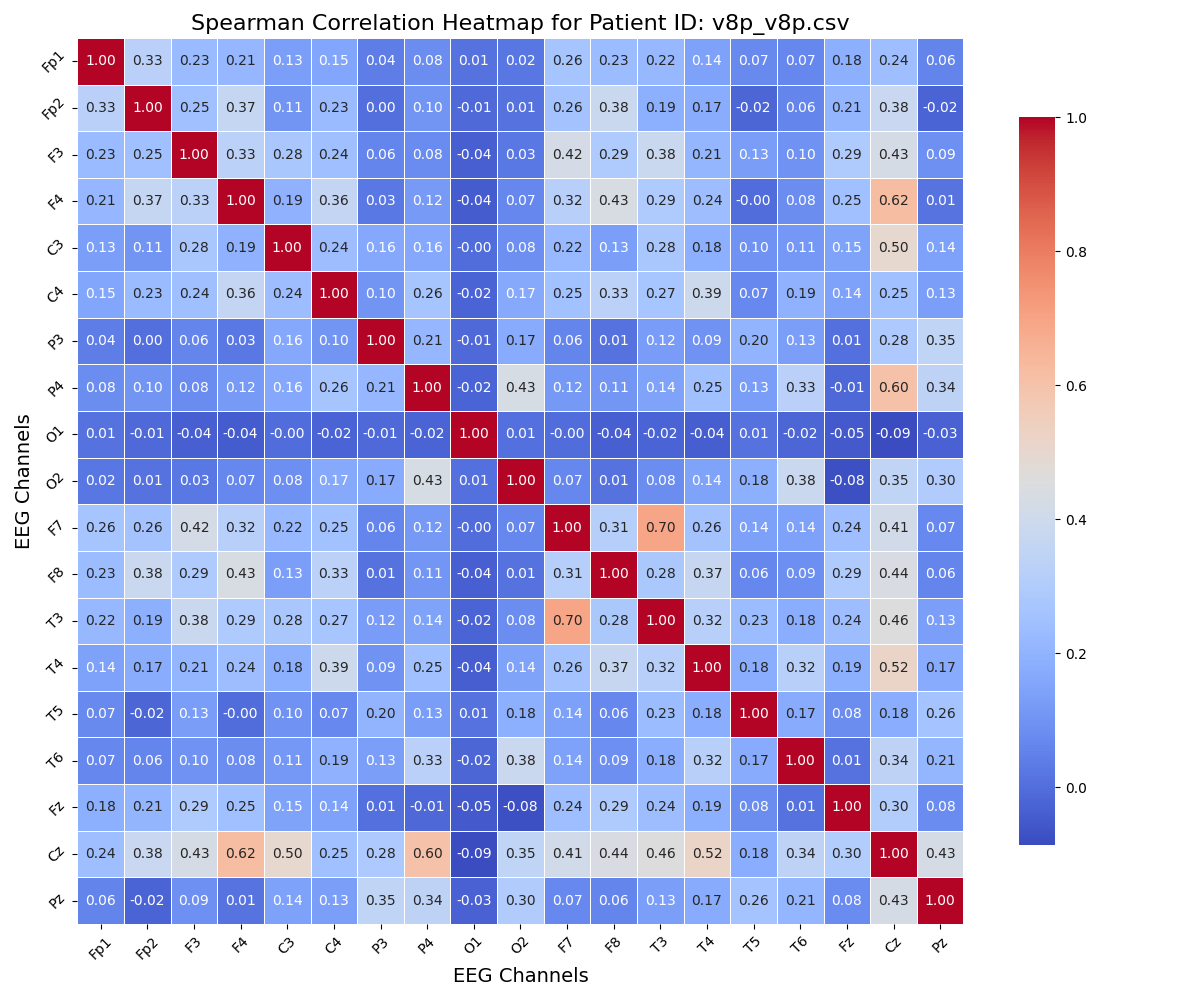 Spearman Correlation Heatmap for Patient ID: v8p_v8p.csv
Fp1 1.00 0.33 0.23 0.21 0.13 0.15 0.04 0.08 0.01 0.02 0.26 0.23 0.22 0.14 0.07 0.07 0.18 0.24 0.06
Fp2 0.33 1.00 0.25 0.37 0.11 0.23 0.00 0.10 -0.01 0.01 0.26 0.38 0.19 0.17 -0.02 0.06 0.21 0.38 -0.02
F3 0.23 0.25 1.00 0.33 0.28 0.24 0.06 0.08 -0.04 0.03 0.42 0.29 0.38 0.21 0.13 0.10 0.29 0.43 0.09
F4 0.21 0.37 0.33 1.00 0.19 0.36 0.03 0.12 -0.04 0.07 0.32 0.43 0.29 0.24 -0.00 0.08 0.25 0.62 0.01
C3 0.13 0.11 0.28 0.19 1.00 0.24 0.16 0.16 -0.00 0.08 0.22 0.13 0.28 0.18 0.10 0.11 0.15 0.50 0.14
C4 0.15 0.23 0.24 0.36 0.24 1.00 0.10 0.26 -0.02 0.17 0.25 0.33 0.27 0.39 0.07 0.19 0.14 0.25 0.13
P3 0.04 0.00 0.06 0.03 0.16 0.10 1.00 0.21 -0.01 0.17 0.06 0.01 0.12 0.09 0.20 0.13 0.01 0.28 0.35
P4 0.08 0.10 0.08 0.12 0.16 0.26 0.21 1.00 -0.02 0.43 0.12 0.11 0.14 0.25 0.13 0.33 -0.01 0.60 0.34
O1 0.01 -0.01 -0.04 -0.04 -0.00 -0.02 -0.01 -0.02 1.00 0.01 -0.00 -0.04 -0.02 -0.04 0.01 -0.02 -0.05 -0.09 -0.03
O2 0.02 0.01 0.03 0.07 0.08 0.17 0.17 0.43 0.01 1.00 0.07 0.01 0.08 0.14 0.18 0.38 -0.08 0.35 0.30
F7 0.26 0.26 0.42 0.32 0.22 0.25 0.06 0.12 -0.00 0.07 1.00 0.31 0.70 0.26 0.14 0.14 0.24 0.41 0.07
F8 0.23 0.38 0.29 0.43 0.13 0.33 0.01 0.11 -0.04 0.01 0.31 1.00 0.28 0.37 0.06 0.09 0.29 0.44 0.06
T3 0.22 0.19 0.38 0.29 0.28 0.27 0.12 0.14 -0.02 0.08 0.70 0.28 1.00 0.32 0.23 0.18 0.24 0.46 0.13
T4 0.14 0.17 0.21 0.24 0.18 0.39 0.09 0.25 -0.04 0.14 0.26 0.37 0.32 1.00 0.18 0.32 0.19 0.52 0.17
T5 0.07 -0.02 0.13 -0.00 0.10 0.07 0.20 0.13 0.01 0.18 0.14 0.06 0.23 0.18 1.00 0.17 0.08 0.18 0.26
T6 0.07 0.06 0.10 0.08 0.11 0.19 0.13 0.33 -0.02 0.38 0.14 0.09 0.18 0.32 0.17 1.00 0.01 0.34 0.21
Fz 0.18 0.21 0.29 0.25 0.15 0.14 0.01 -0.01 -0.05 -0.08 0.24 0.29 0.24 0.19 0.08 0.01 1.00 0.30 0.08
Cz 0.24 0.38 0.43 0.62 0.50 0.25 0.28 0.60 -0.09 0.35 0.41 0.44 0.46 0.52 0.18 0.34 0.30 1.00 0.43
Pz 0.06 -0.02 0.09 0.01 0.14 0.13 0.35 0.34 -0.03 0.30 0.07 0.06 0.13 0.17 0.26 0.21 0.08 0.43 1.00
Fp1 Fp2 F3 F4 C3 C4 P3 P4 O1 O2 F7 F8 T3 T4 T5 T6 Fz Cz Pz
EEG Channels
EEG Channels
1.0
0.8
0.6
0.4
0.2
0.0